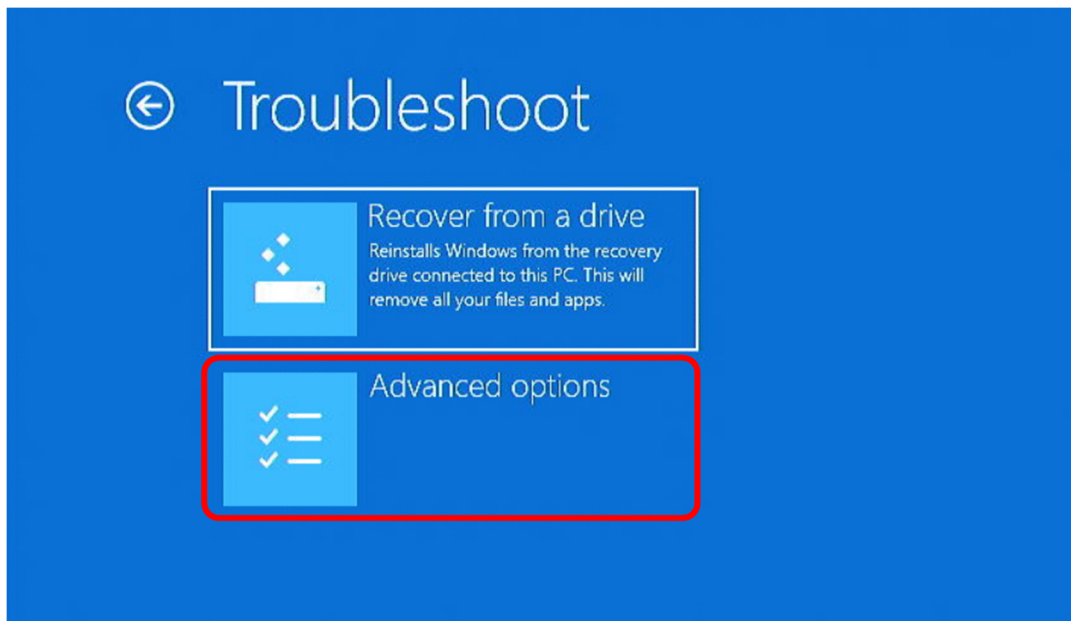 Troubleshoot
Recover from a drive
Reinstalls Windows from the recovery
drive connected to this PC. This will
remove all your files and apps.
Advanced options